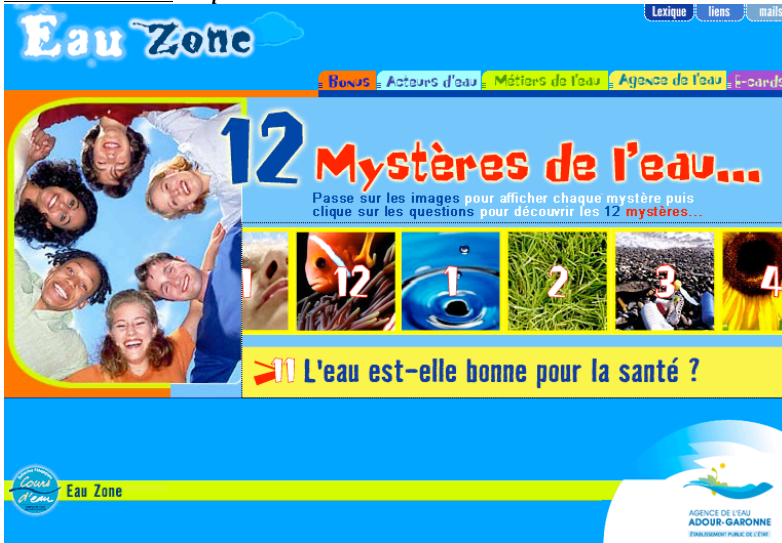 Lexique liens mails
Eau Zone
Bonus Acteurs d'eau Métiers de l'eau Agence de l'eau E-cards
12 Mystères de l'eau...
Passe sur les images pour afficher chaque mystère puis
clique sur les questions pour découvrir les 12 mystères...
1 12 1 2 3 4
11 L'eau est-elle bonne pour la santé ?
Cours
d'eau
Eau Zone
AGENCE DE L'EAU
ADOUR-GARONNE
ÉTABLISSEMENT PUBLIC DE L'ÉTAT